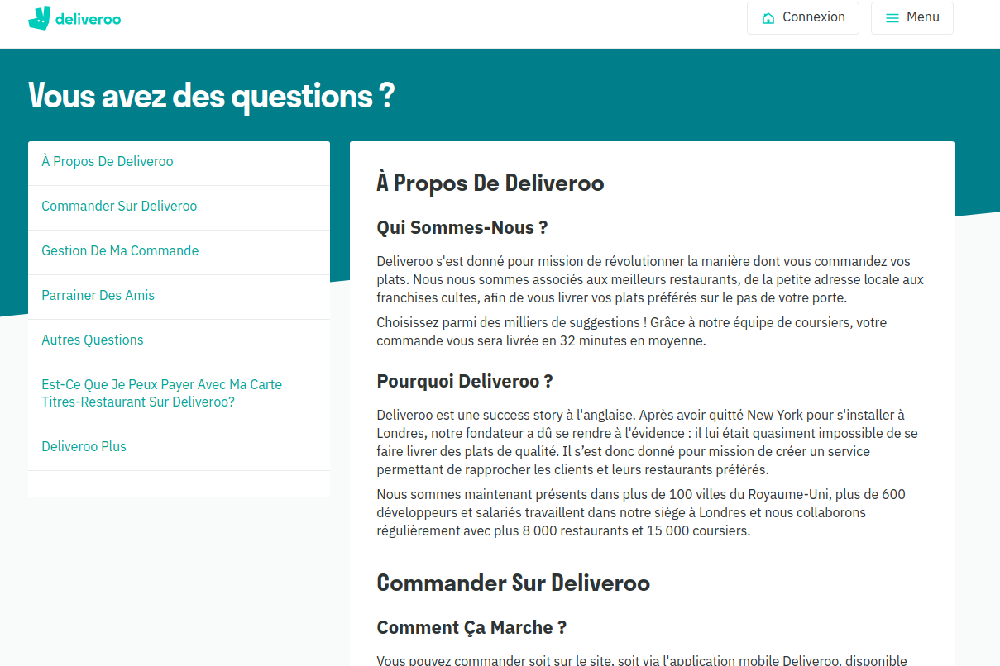 deliveroo
Connexion
Menu
Vous avez des questions ?
À Propos De Deliveroo
Commander Sur Deliveroo
Gestion De Ma Commande
Parrainer Des Amis
Autres Questions
Est-Ce Que Je Peux Payer Avec Ma Carte
Titres-Restaurant Sur Deliveroo?
Deliveroo Plus
À Propos De Deliveroo
Qui Sommes-Nous ?
Deliveroo s'est donné pour mission de révolutionner la manière dont vous commandez vos
plats. Nous nous sommes associés aux meilleurs restaurants, de la petite adresse locale aux
franchises cultes, afin de vous livrer vos plats préférés sur le pas de votre porte.
Choisissez parmi des milliers de suggestions ! Grâce à notre équipe de coursiers, votre
commande vous sera livrée en 32 minutes en moyenne.
Pourquoi Deliveroo ?
Deliveroo est une success story à l'anglaise. Après avoir quitté New York pour s'installer à
Londres, notre fondateur a dû se rendre à l'évidence : il lui était quasiment impossible de se
faire livrer des plats de qualité. Il s’est donc donné pour mission de créer un service
permettant de rapprocher les clients et leurs restaurants préférés.
Nous sommes maintenant présents dans plus de 100 villes du Royaume-Uni, plus de 600
développeurs et salariés travaillent dans notre siège à Londres et nous collaborons
régulièrement avec plus 8 000 restaurants et 15 000 coursiers.
Commander Sur Deliveroo
Comment Ça Marche ?
Vous pouvez commander soit sur le site, soit via l'application mobile Deliveroo, disponible